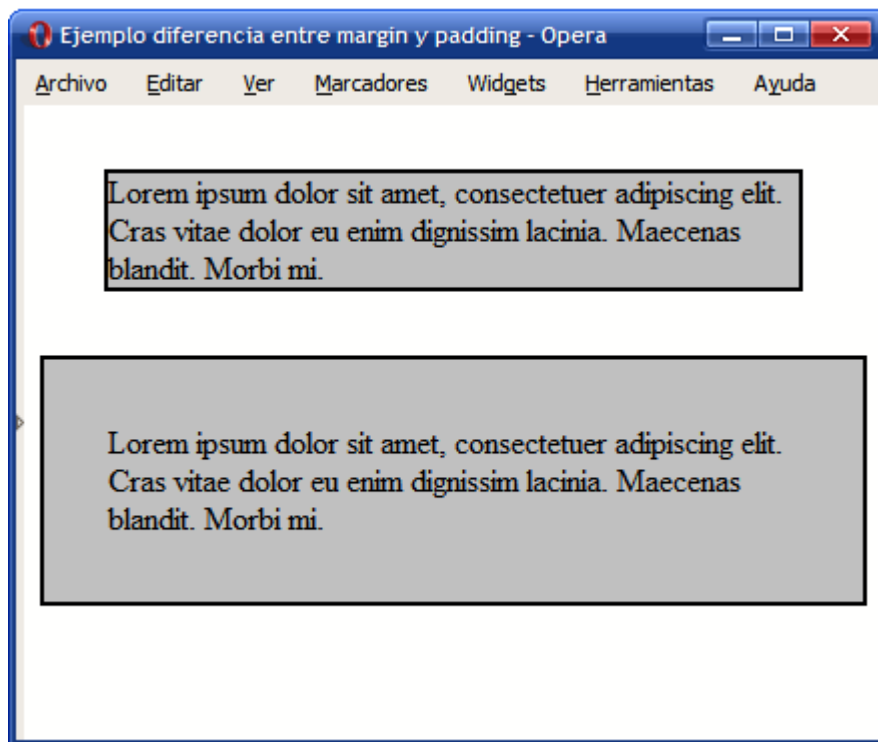 Ejemplo diferencia entre margin y padding - Opera
Archivo Editar Ver Marcadores Widgets Herramientas Ayuda
Lorem ipsum dolor sit amet, consectetuer adipiscing elit.
Cras vitae dolor eu enim dignissim lacinia. Maecenas
blandit. Morbi mi.
Lorem ipsum dolor sit amet, consectetuer adipiscing elit.
Cras vitae dolor eu enim dignissim lacinia. Maecenas
blandit. Morbi mi.